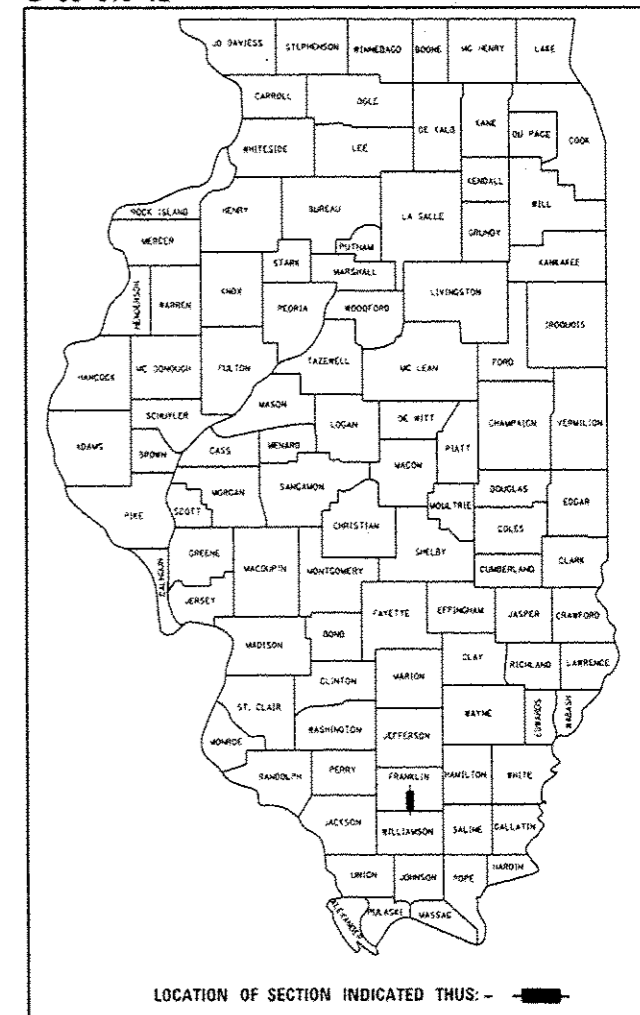 JO DAVIESS STEPHENSON WINNEBAGO BOONE MC HENRY LAKE
CARROLL OGLE DE KALB KANE DU PAGE COOK
WHITESIDE LEE KENDALL WILL
ROCK ISLAND HENRY BUREAU LA SALLE GRUNDY
MERCER PUTNAM KANKAKEE
STARK MARSHALL
HENDERSON WARREN KNOX PEORIA WOODFORD LIVINGSTON IROQUOIS
HANCOCK MC DONOUGH FULTON TAZEWELL MC LEAN FORD
SCHUYLER MASON LOGAN DE WITT CHAMPAIGN VERMILION
ADAMS BROWN CASS MENARD MACON PIATT
PIKE SCOTT MORGAN SANGAMON CHRISTIAN MOULTRIE DOUGLAS EDGAR
COLES
CALHOUN GREENE MACOUPIN MONTGOMERY SHELBY CUMBERLAND CLARK
JERSEY FAYETTE EFFINGHAM JASPER CRAWFORD
MADISON BOND CLAY RICHLAND LAWRENCE
CLINTON MARION
ST. CLAIR WASHINGTON WAYNE EDWARDS WABASH
MONROE JEFFERSON
RANDOLPH PERRY FRANKLIN HAMILTON WHITE
JACKSON WILLIAMSON SALINE GALLATIN
UNION JOHNSON POPE HARDIN
ALEXANDER PULASKI MASSAC
LOCATION OF SECTION INDICATED THUS: -